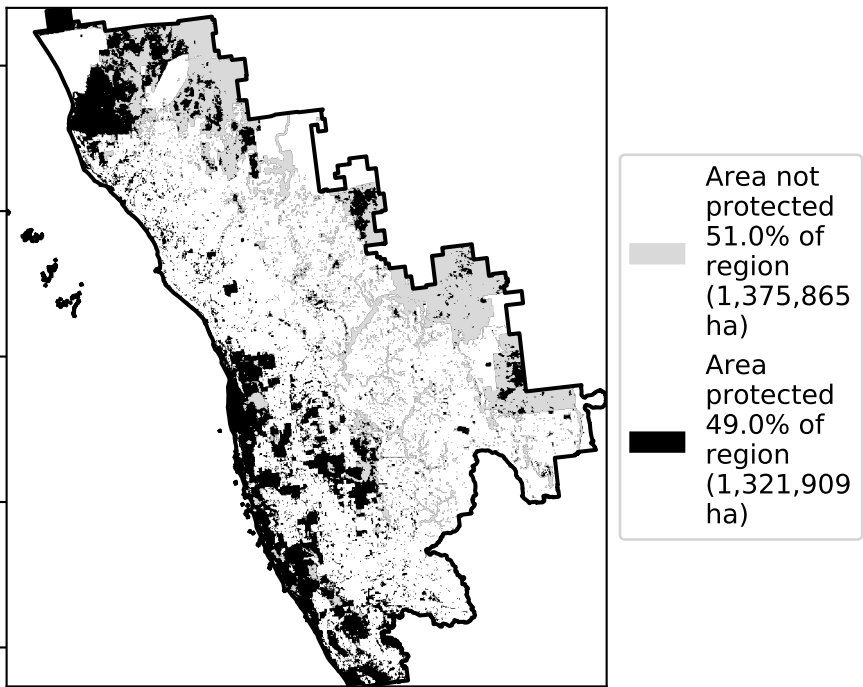 Area not
protected
51.0% of
region
(1,375,865
ha)
Area
protected
49.0% of
region
(1,321,909
ha)